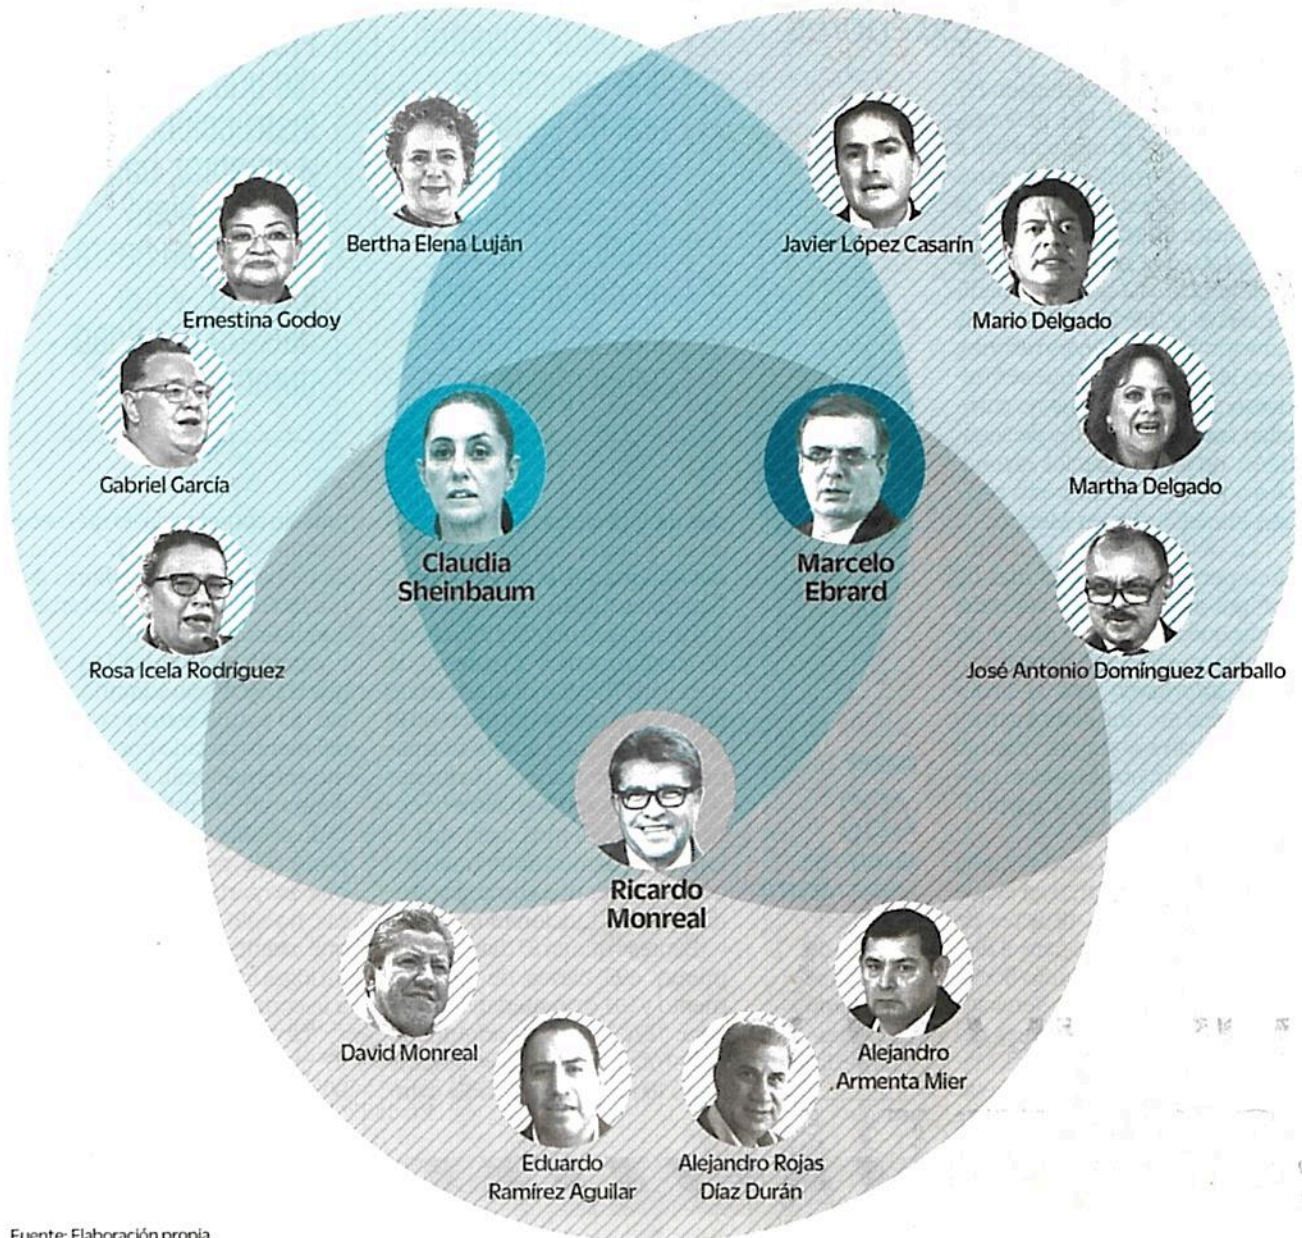 Bertha Elena Luján
Javier López Casarín
Ernestina Godoy
Mario Delgado
Gabriel García
Martha Delgado
Claudia
Sheinbaum
Marcelo
Ebrard
Rosa Icela Rodríguez
José Antonio Domínguez Carballo
Ricardo
Monreal
David Monreal
Alejandro
Armenta Mier
Eduardo
Ramírez Aguilar
Alejandro Rojas
Díaz Durán
Fuente: Elaboración propia